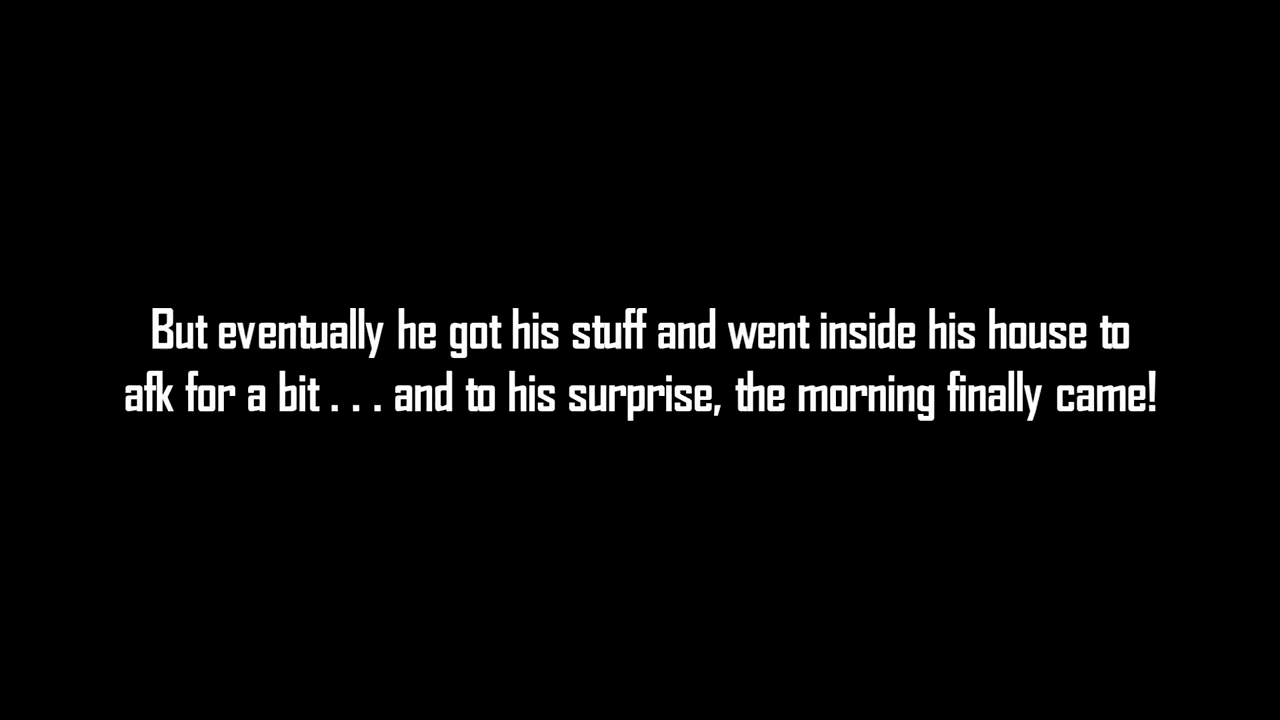 But eventually he got his stuff and went inside his house to
afk for a bit . . . and to his surprise, the morning finally came!